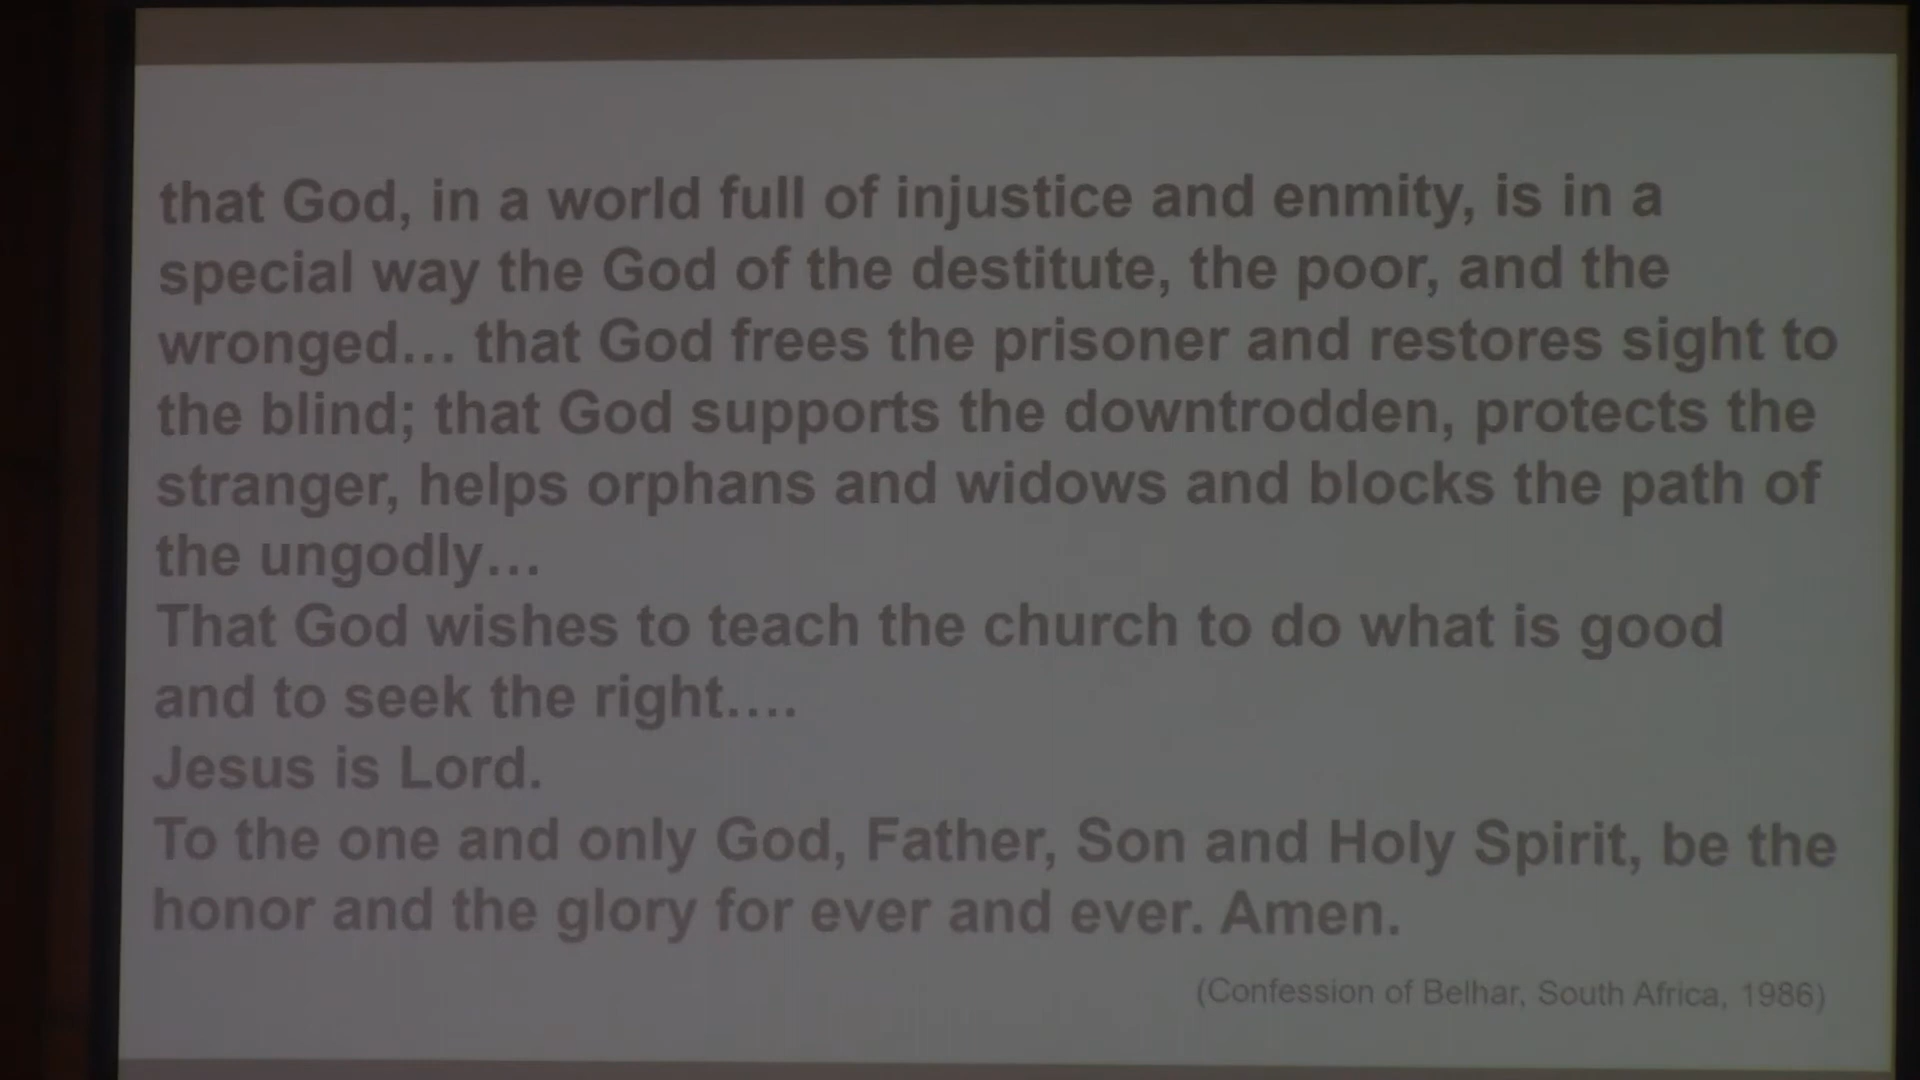 that God, in a world full of injustice and enmity, is in a
special way the God of the destitute, the poor, and the
wronged... that God frees the prisoner and restores sight to
the blind; that God supports the downtrodden, protects the
stranger, helps orphans and widows and blocks the path of
the ungodly...
That God wishes to teach the church to do what is good
and to seek the right....
Jesus is Lord.
To the one and only God, Father, Son and Holy Spirit, be the
honor and the glory for ever and ever. Amen.
(Confession of Belhar, South Africa, 1986)